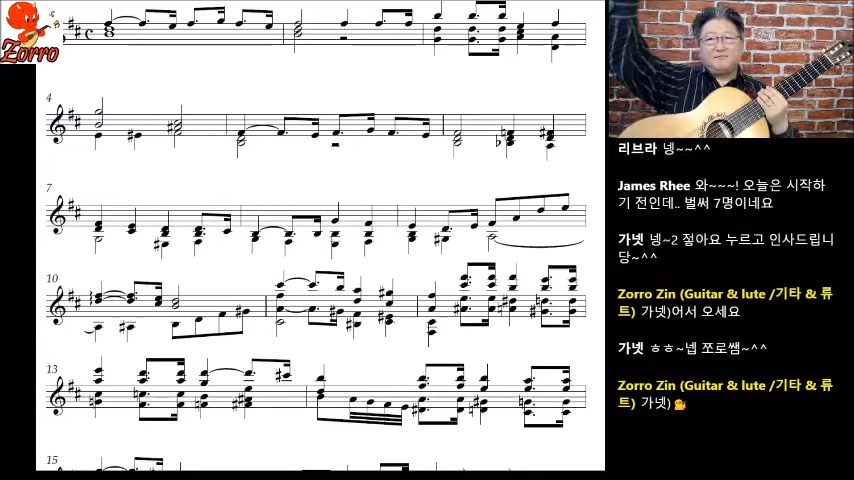 Zorro
4
7
10
13
15
리브라 넹~~^^
James Rhee 와~~~! 오늘은 시작하
기 전인데.. 벌써 7명이네요
가넷 넹~2 젛아요 누르고 인사드립니
당~^^
Zorro Zin (Guitar & lute /기타 & 류
트) 가넷)어서 오세요
가넷 ㅎㅎ~넵 쪼로쌤~^^
Zorro Zin (Guitar & lute /기타 & 류
트) 가넷)